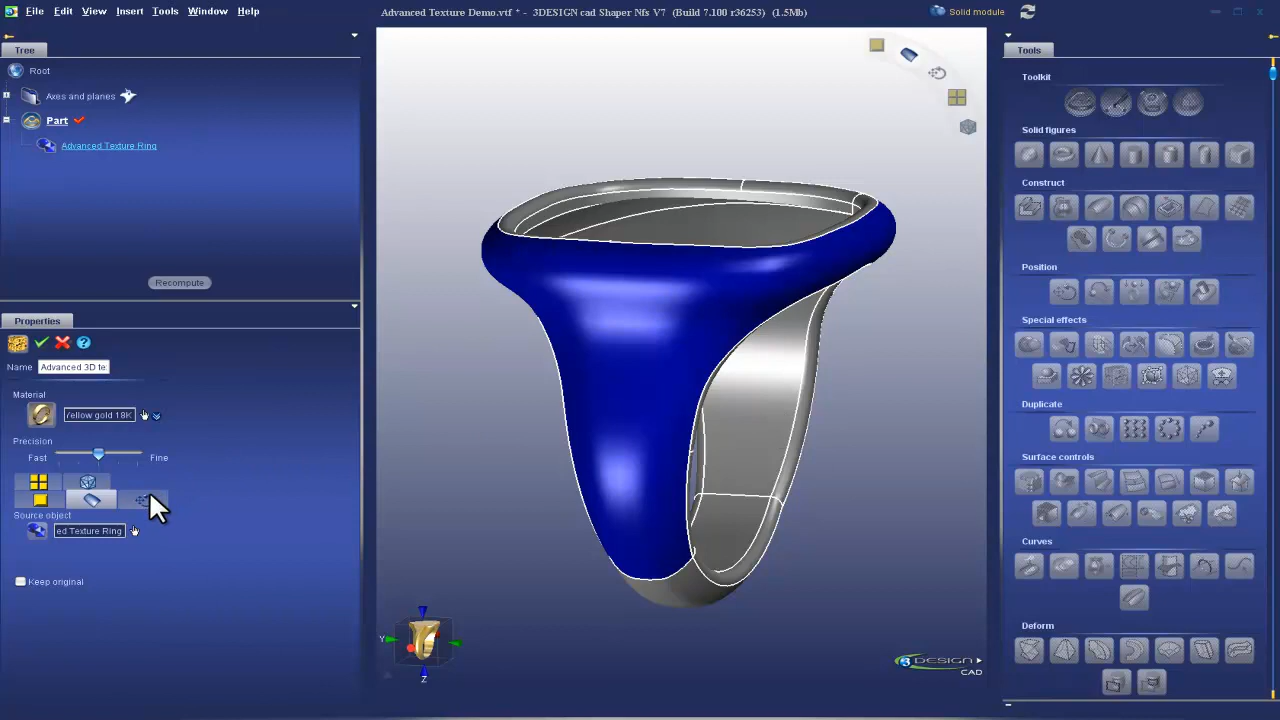 File Edit View Insert Tools Window Help
Advanced Texture Demo.vtf * - 3DESIGN cad Shaper Nfs V7 (Build 7.100 r36253) (1.5Mb)
Solid module
Tree
Root
Axes and planes
Part
Advanced Texture Ring
Recompute
Properties
Name Advanced 3D te
Material
Yellow gold 18K
Precision
Fast Fine
Source object
ed Texture Ring
Keep original
Y
Z
3DESIGN
CAD
Tools
Toolkit
Solid figures
Construct
Position
Special effects
Duplicate
Surface controls
Curves
Deform